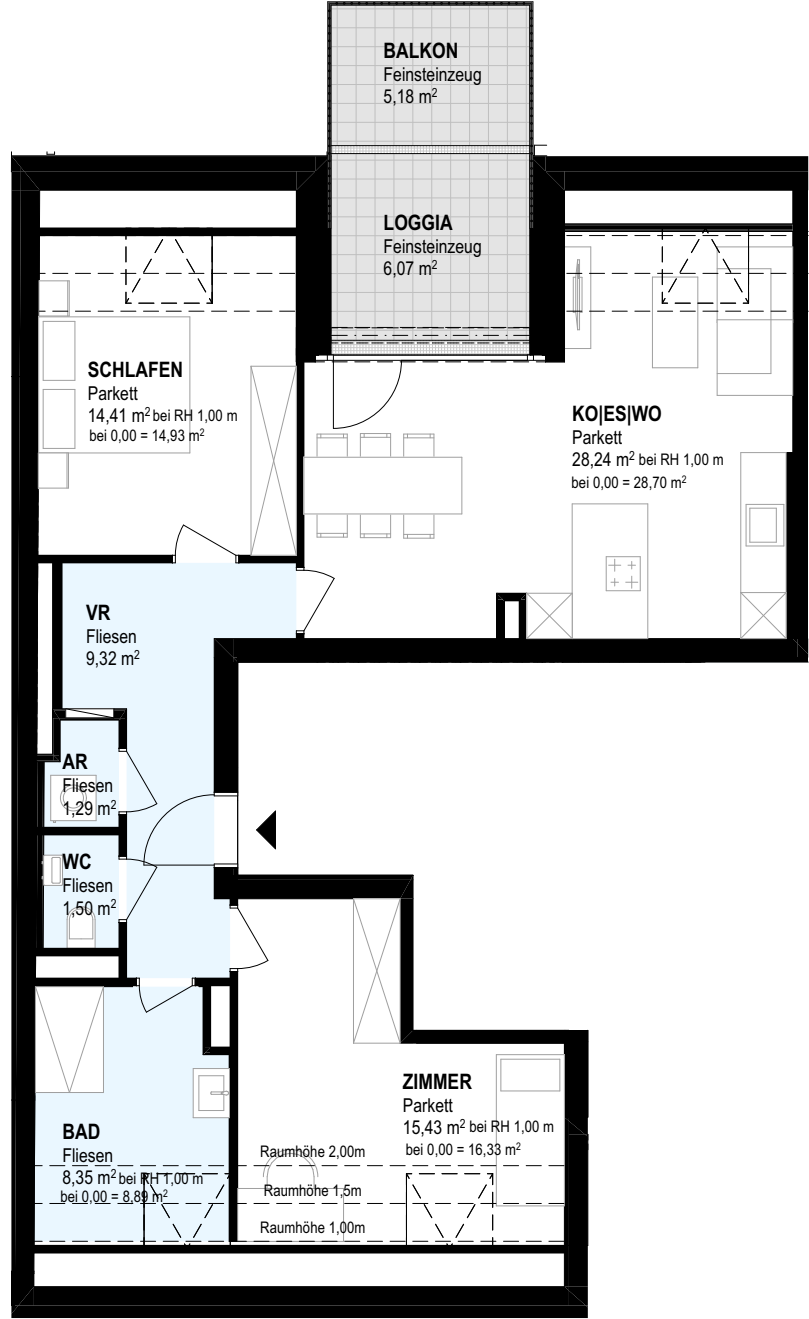 BALKON
Feinsteinzeug
5,18 m²
LOGGIA
Feinsteinzeug
6,07 m²
SCHLAFEN
Parkett
14,41 m² bei RH 1,00 m
bei 0,00 = 14,93 m²
KO|ES|WO
Parkett
28,24 m² bei RH 1,00 m
bei 0,00 = 28,70 m²
VR
Fliesen
9,32 m²
AR
Fliesen
1,29 m²
WC
Fliesen
1,50 m²
ZIMMER
Parkett
15,43 m² bei RH 1,00 m
bei 0,00 = 16,33 m²
BAD
Fliesen
8,35 m² bei RH 1,00 m
bei 0,00 = 8,89 m²
Raumhöhe 2,00m
Raumhöhe 1,5m
Raumhöhe 1,00m